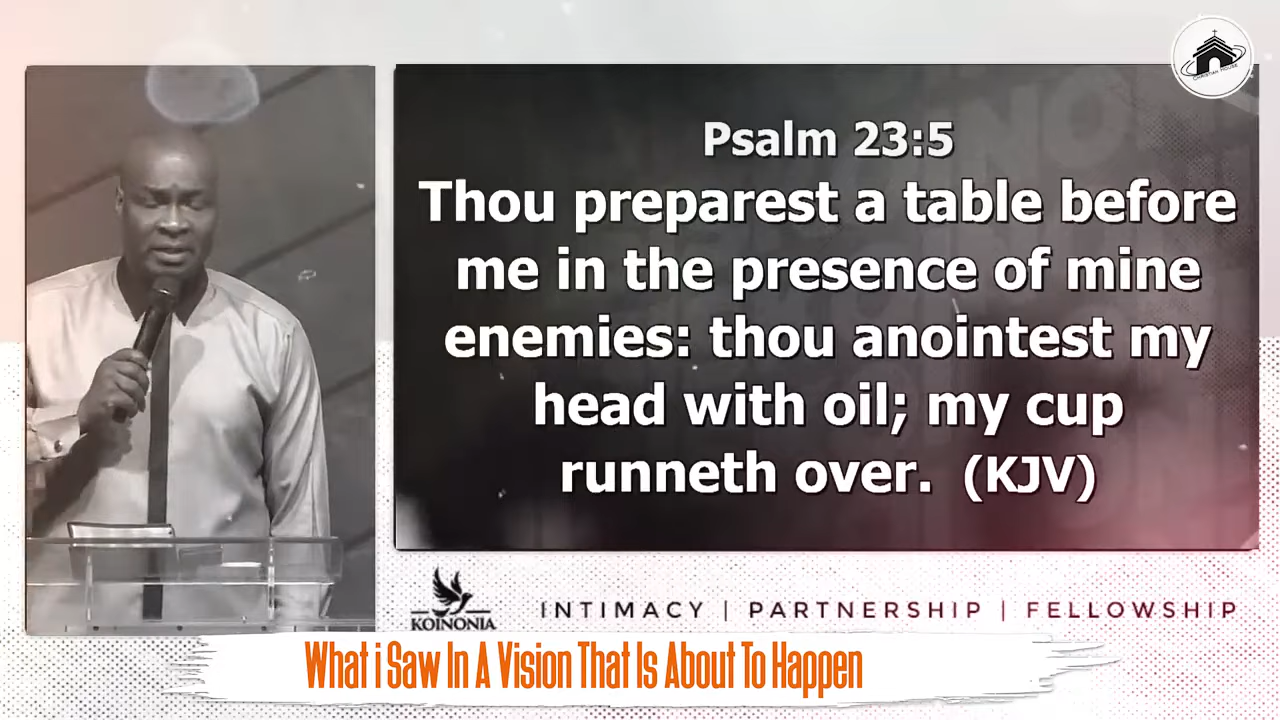 CHRISTIAN HOUSE
Psalm 23:5
Thou preparest a table before
me in the presence of mine
enemies: thou anointest my
head with oil; my cup
runneth over. (KJV)
KOINONIA
INTIMACY | PARTNERSHIP | FELLOWSHIP
What i Saw In A Vision That Is About To Happen